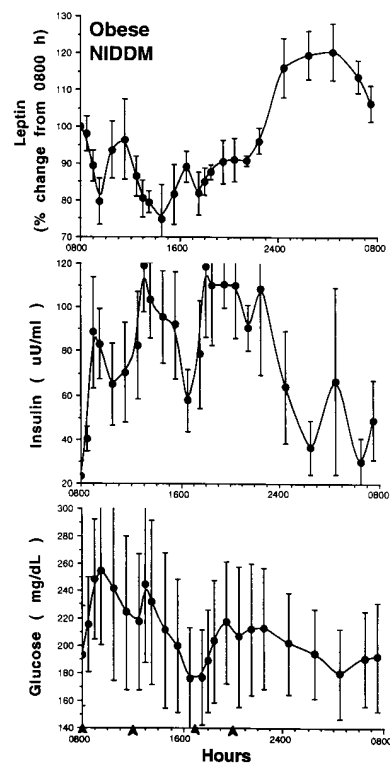 Obese
NIDDM
Leptin
(% change from 0800 h)
130
120
110
100
90
80
70
0800 1600 2400 0800
Insulin ( uU/ml )
120
100
80
60
40
20
0800 1600 2400 0800
Glucose ( mg/dL )
300
280
260
240
220
200
180
160
140
0800 1600 2400 0800
Hours